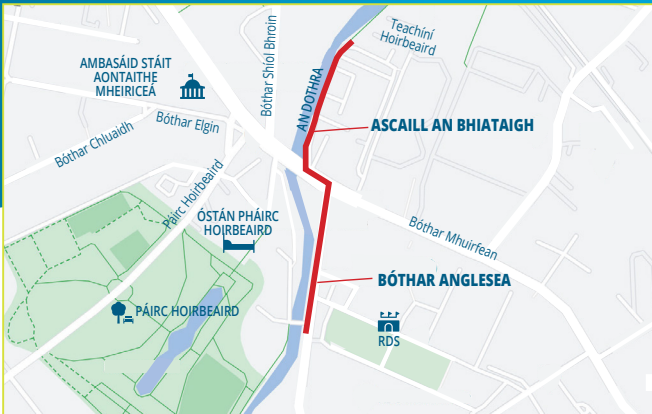 Teachíní
Hoirbeaird
AMBASÁID STÁIT
AONTAITHE
MHEIRICEÁ
Bóthar Shíol Bhroin
AN DOTHRA
Bóthar Elgin
ASCAILL AN BHIATAIGH
Bóthar Chluaidh
Páirc Hoirbeaird
ÓSTÁN PHÁIRC
HOIRBEAIRD
Bóthar Mhuirfean
BÓTHAR ANGLESEA
PÁIRC HOIRBEAIRD
RDS